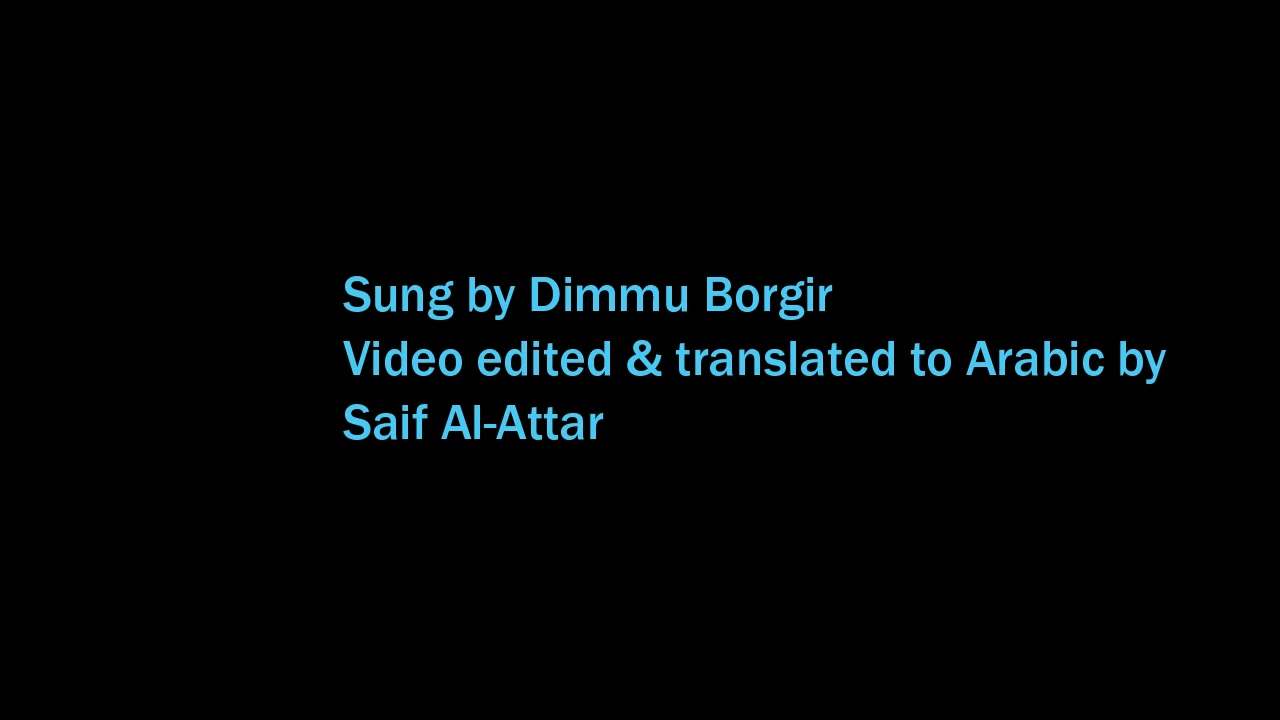 Sung by Dimmu Borgir
Video edited & translated to Arabic by
Saif Al-Attar